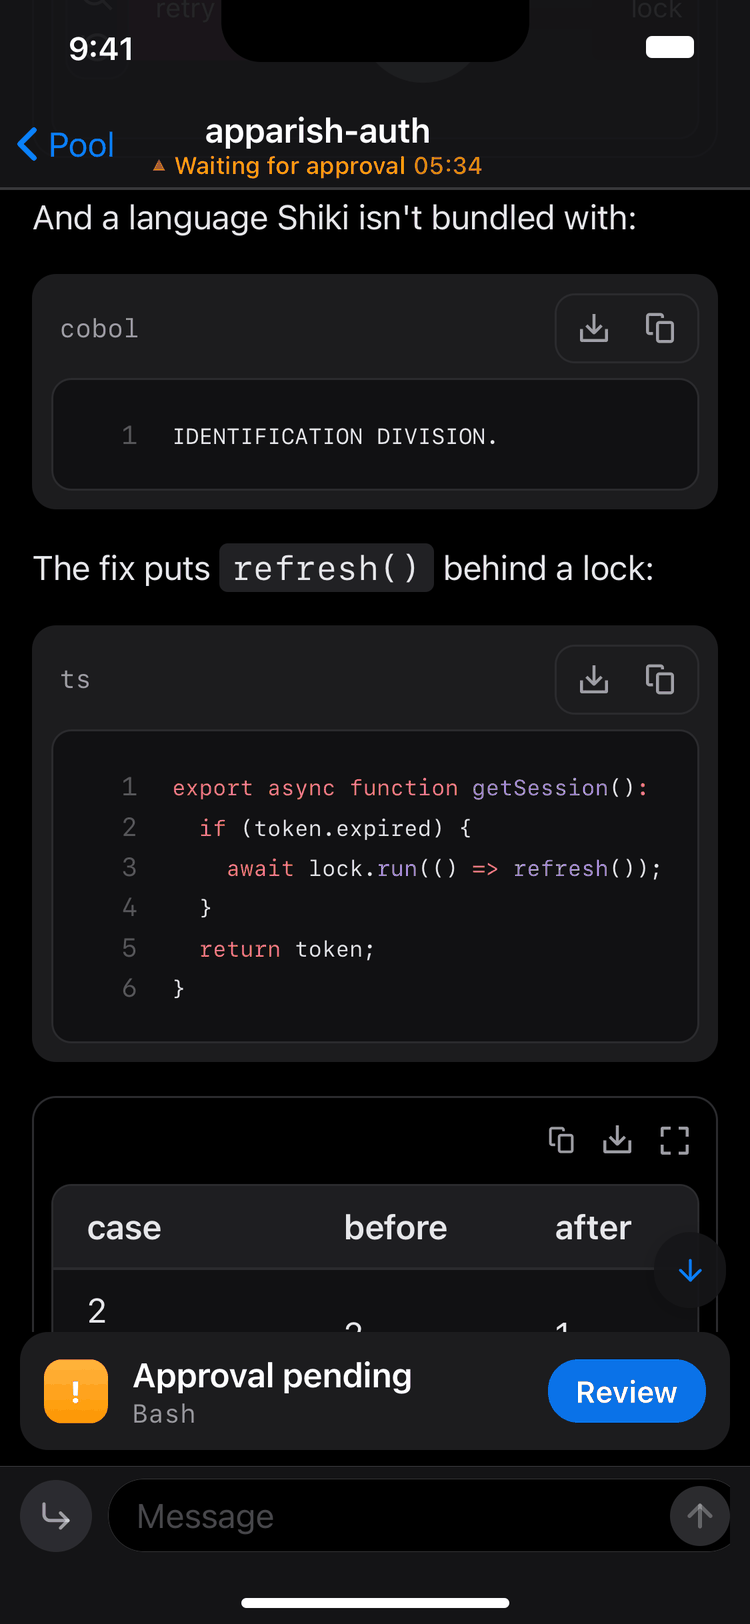 retry
lock
9:41
Pool
apparish-auth
Waiting for approval 05:34
And a language Shiki isn't bundled with:
cobol
1 IDENTIFICATION DIVISION.
The fix puts refresh() behind a lock:
ts
1 export async function getSession():
2 if (token.expired) {
3 await lock.run(() => refresh());
4 }
5 return token;
6 }
case before after
2
Approval pending
Bash
Review
Message